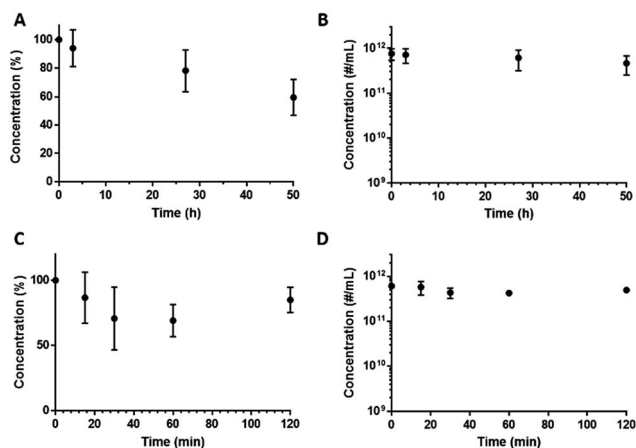 A
Concentration (%)
100
80
60
40
20
0
0 10 20 30 40 50
Time (h)
B
Concentration (#/mL)
10¹²
10¹¹
10¹⁰
10⁹
0 10 20 30 40 50
Time (h)
C
Concentration (%)
100
50
0
0 20 40 60 80 100 120
Time (min)
D
Concentration (#/mL)
10¹²
10¹¹
10¹⁰
10⁹
0 20 40 60 80 100 120
Time (min)